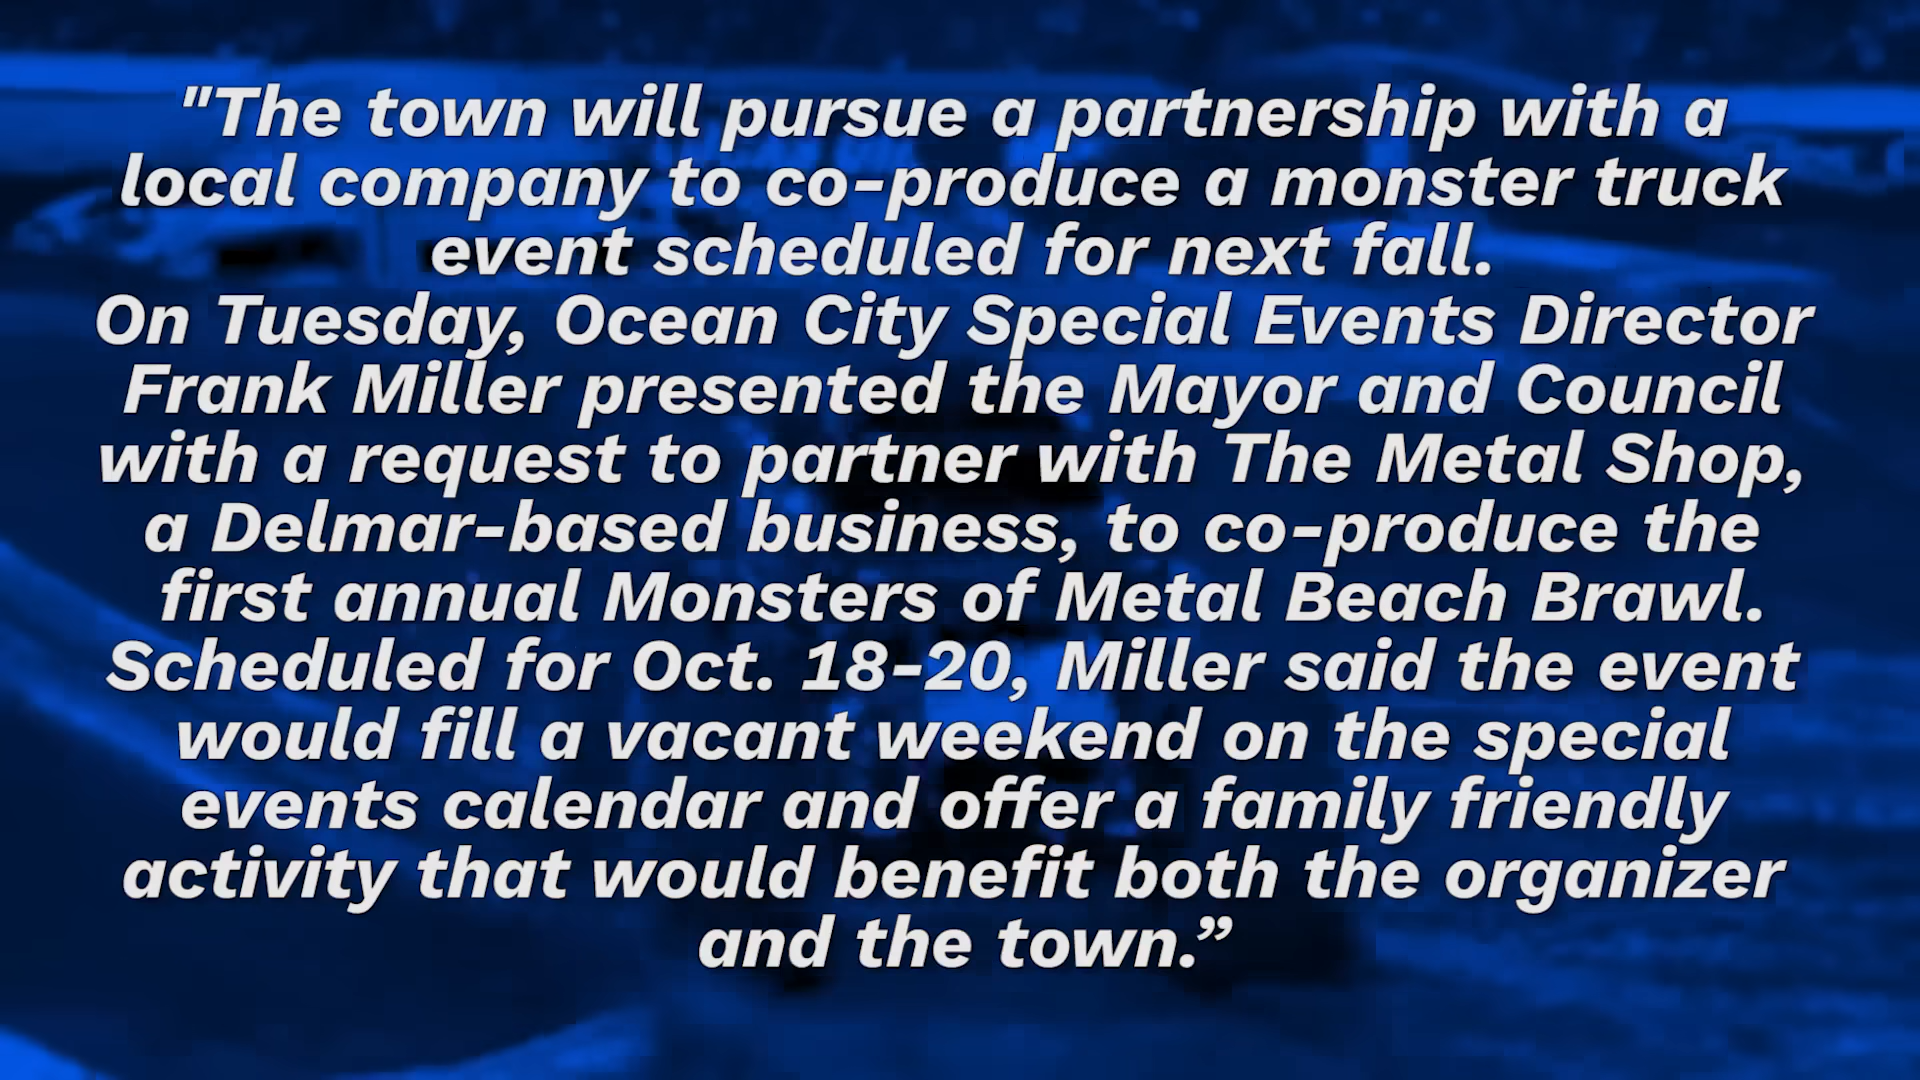 "The town will pursue a partnership with a
local company to co-produce a monster truck
event scheduled for next fall.
On Tuesday, Ocean City Special Events Director
Frank Miller presented the Mayor and Council
with a request to partner with The Metal Shop,
a Delmar-based business, to co-produce the
first annual Monsters of Metal Beach Brawl.
Scheduled for Oct. 18-20, Miller said the event
would fill a vacant weekend on the special
events calendar and offer a family friendly
activity that would benefit both the organizer
and the town.”